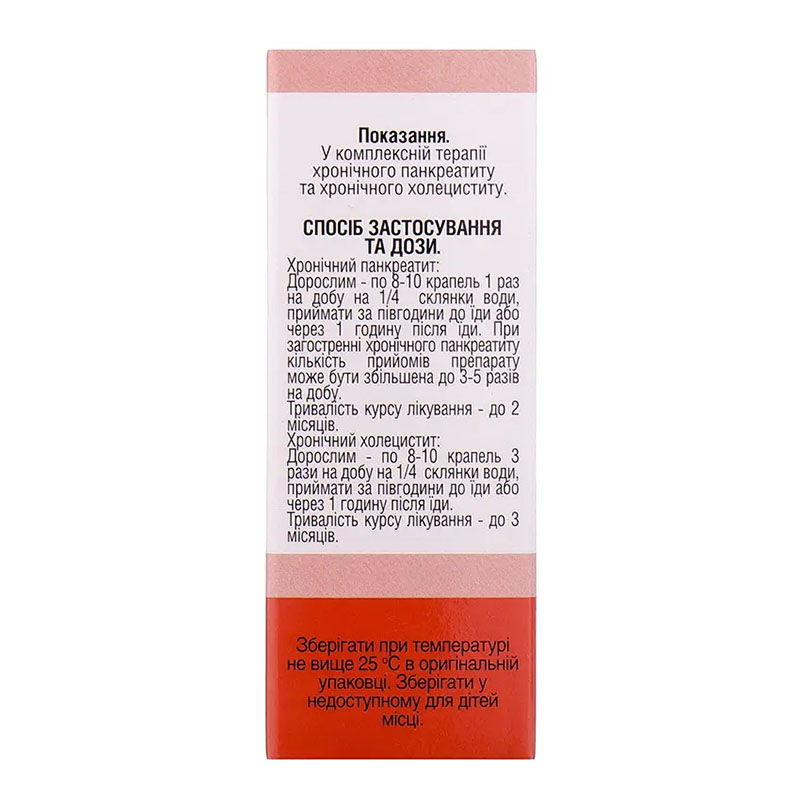 Показання.
У комплексній терапії
хронічного панкреатиту
та хронічного холециститу.
СПОСІБ ЗАСТОСУВАННЯ
ТА ДОЗИ.
Хронічний панкреатит:
Дорослим - по 8-10 крапель 1 раз
на добу на 1/4 склянки води,
приймати за півгодини до їди або
через 1 годину після їди. При
загостренні хронічного панкреатиту
кількість прийомів препарату
може бути збільшена до 3-5 разів
на добу.
Тривалість курсу лікування - до 2
місяців.
Хронічний холецистит:
Дорослим - по 8-10 крапель 3
рази на добу на 1/4 склянки води,
приймати за півгодини до їди або
через 1 годину після їди.
Тривалість курсу лікування - до 3
місяців.
Зберігати при температурі
не вище 25 °С в оригінальній
упаковці. Зберігати у
недоступному для дітей
місці.